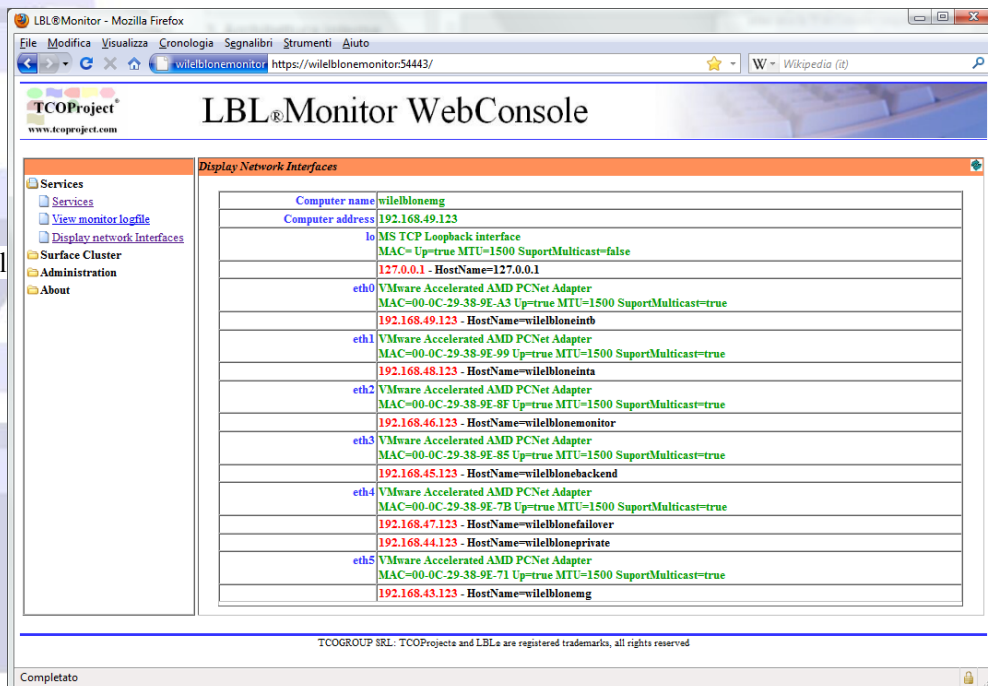 LBL®Monitor - Mozilla Firefox
File Modifica Visualizza Cronologia Segnalibri Strumenti Aiuto
wilelblonemonitor https://wilelblonemonitor:54443/
W Wikipedia (it)
TCOProject®
www.tcoproject.com
LBL®Monitor WebConsole
Display Network Interfaces
Services
Services
View monitor logfile
Display network Interfaces
Surface Cluster
Administration
About
Computer name wilelblonemg
Computer address 192.168.49.123
lo MS TCP Loopback interface
MAC= Up=true MTU=1500 SuportMulticast=false
127.0.0.1 - HostName=127.0.0.1
eth0 VMware Accelerated AMD PCNet Adapter
MAC=00-0C-29-38-9E-A3 Up=true MTU=1500 SuportMulticast=true
192.168.49.123 - HostName=wilelbloneintb
eth1 VMware Accelerated AMD PCNet Adapter
MAC=00-0C-29-38-9E-99 Up=true MTU=1500 SuportMulticast=true
192.168.48.123 - HostName=wilelbloneinta
eth2 VMware Accelerated AMD PCNet Adapter
MAC=00-0C-29-38-9E-8F Up=true MTU=1500 SuportMulticast=true
192.168.46.123 - HostName=wilelblonemonitor
eth3 VMware Accelerated AMD PCNet Adapter
MAC=00-0C-29-38-9E-85 Up=true MTU=1500 SuportMulticast=true
192.168.45.123 - HostName=wilelblonebackend
eth4 VMware Accelerated AMD PCNet Adapter
MAC=00-0C-29-38-9E-7B Up=true MTU=1500 SuportMulticast=true
192.168.47.123 - HostName=wilelblonefailover
192.168.44.123 - HostName=wilelbloneprivate
eth5 VMware Accelerated AMD PCNet Adapter
MAC=00-0C-29-38-9E-71 Up=true MTU=1500 SuportMulticast=true
192.168.43.123 - HostName=wilelblonemg
TCOGROUP SRL: TCOProject® and LBL® are registered trademarks, all rights reserved
Completato